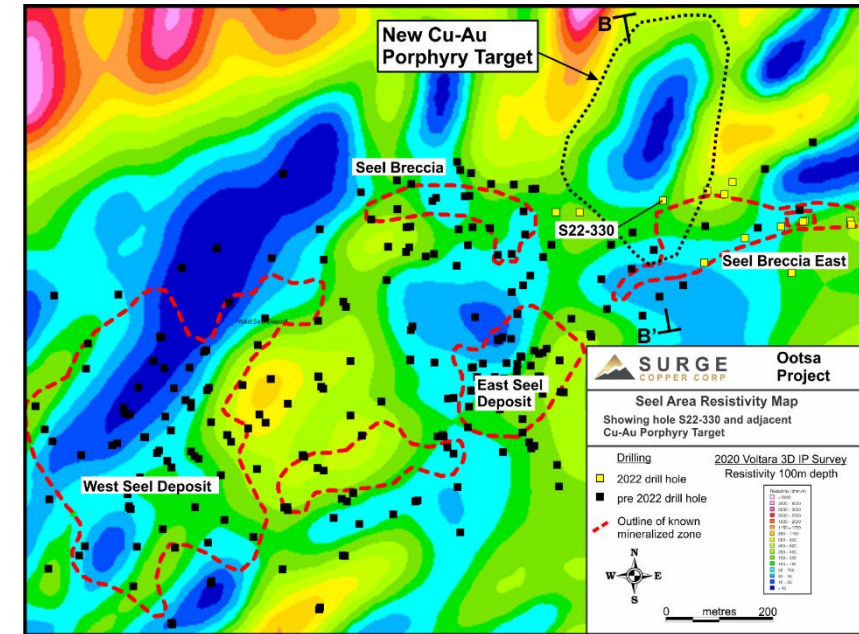 New Cu-Au
Porphyry Target
B
Seel Breccia
S22-330
Seel Breccia East
B'
West Seel Deposit
East Seel
Deposit
West Seel Deposit
SURGE
COPPER CORP
Ootsa
Project
Seel Area Resistivity Map
Showing hole S22-330 and adjacent
Cu-Au Porphyry Target
Drilling
2022 drill hole
pre 2022 drill hole
Outline of known
mineralized zone
2020 Voltara 3D IP Survey
Resistivity 100m depth
N
W
E
S
0 metres 200